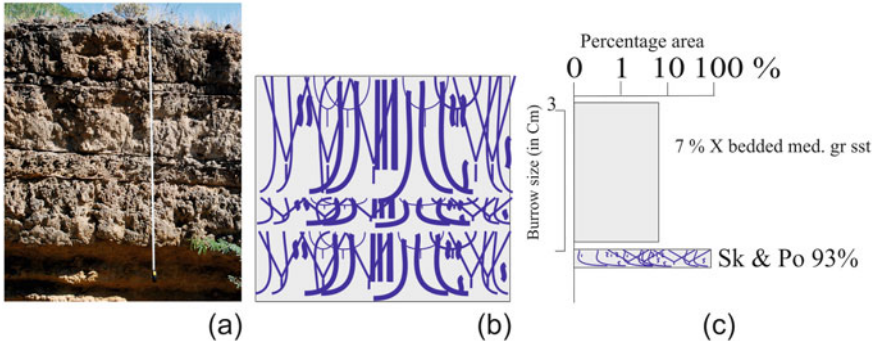 Percentage area
0 1 10 100 %
3
Burrow size (in Cm)
7 % X bedded med. gr sst
Sk & Po 93%
(a)
(b)
(c)